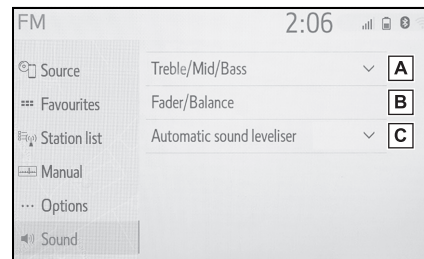 FM 2:06
Source
Favourites
Station list
Manual
Options
Sound
Treble/Mid/Bass A
Fader/Balance B
Automatic sound leveliser C